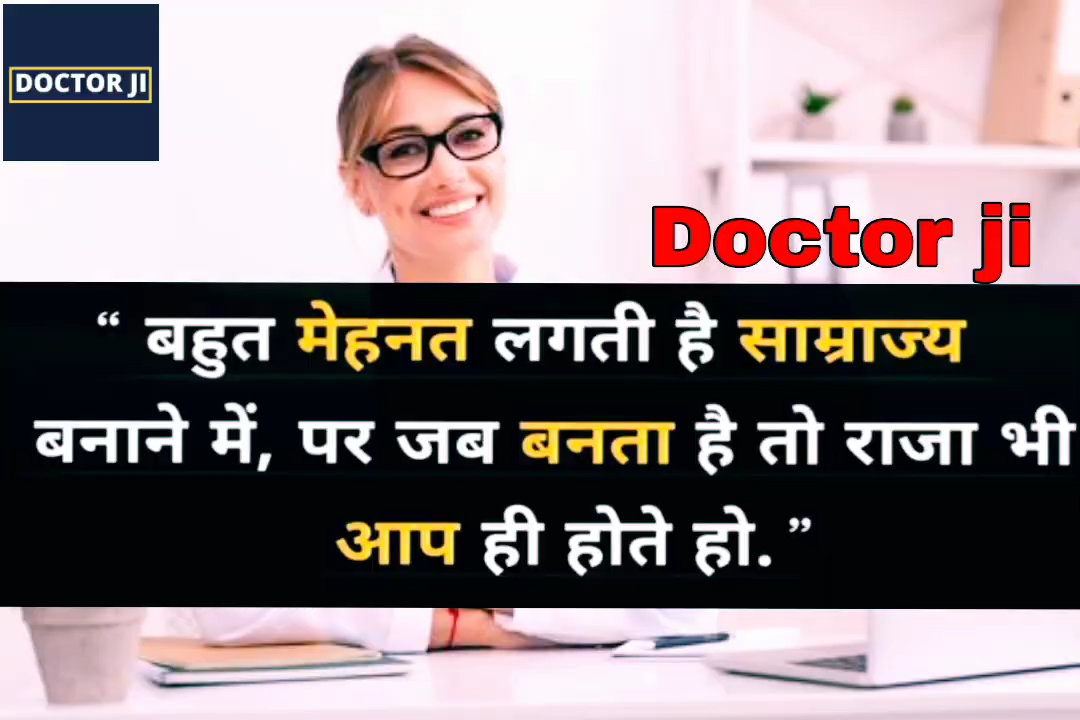 DOCTOR JI
Doctor ji
“ बहुत मेहनत लगती है साम्राज्य
बनाने में, पर जब बनता है तो राजा भी
आप ही होते हो. ”